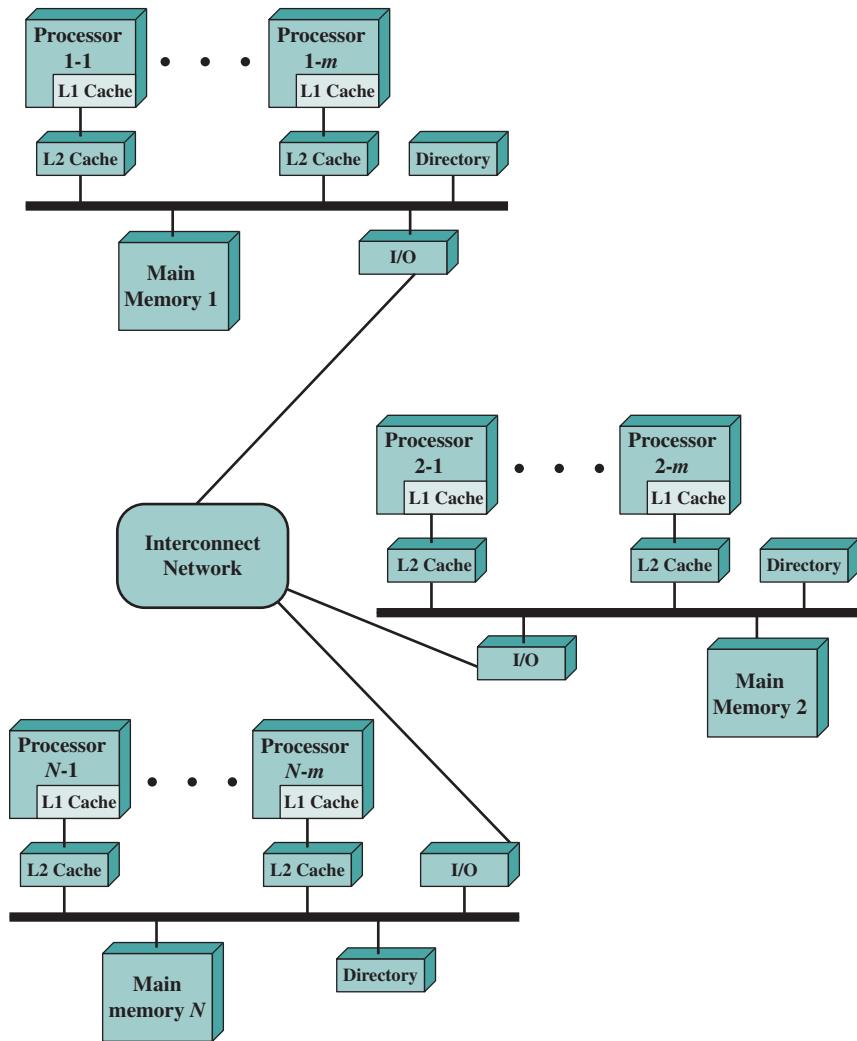 Processor
1-1
L1 Cache
L2 Cache
Processor
1-m
L1 Cache
L2 Cache
Directory
Main
Memory 1
I/O
Interconnect
Network
Processor
2-1
L1 Cache
L2 Cache
Processor
2-m
L1 Cache
L2 Cache
Directory
I/O
Main
Memory 2
Processor
N-1
L1 Cache
L2 Cache
Processor
N-m
L1 Cache
L2 Cache
I/O
Main
memory N
Directory